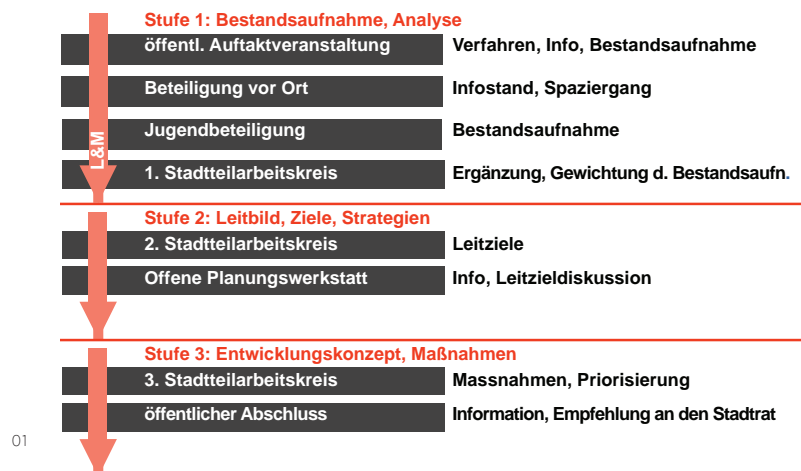 Stufe 1: Bestandsaufnahme, Analyse
öffentl. Auftaktveranstaltung Verfahren, Info, Bestandsaufnahme
Beteiligung vor Ort Infostand, Spaziergang
Jugendbeteiligung Bestandsaufnahme
L&M
1. Stadtteilarbeitskreis Ergänzung, Gewichtung d. Bestandsaufn.
Stufe 2: Leitbild, Ziele, Strategien
2. Stadtteilarbeitskreis Leitziele
Offene Planungswerkstatt Info, Leitzieldiskussion
Stufe 3: Entwicklungskonzept, Maßnahmen
3. Stadtteilarbeitskreis Massnahmen, Priorisierung
öffentlicher Abschluss Information, Empfehlung an den Stadtrat
01